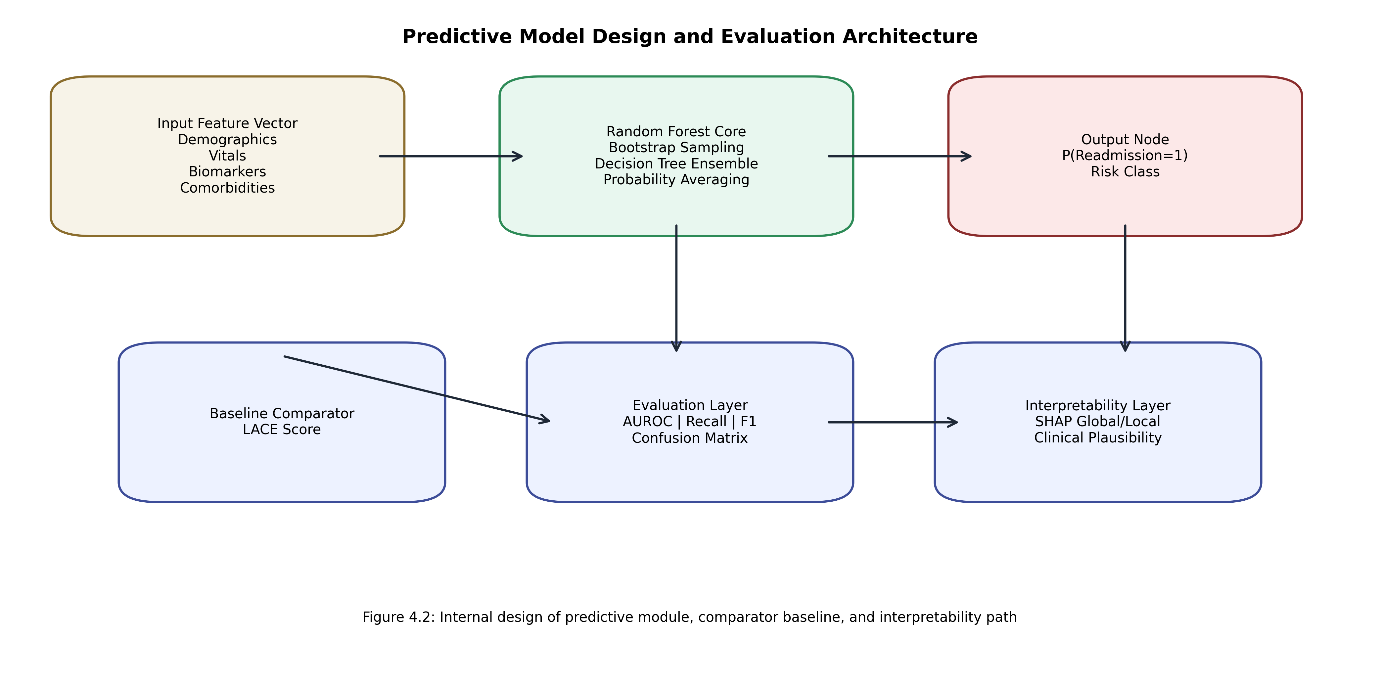 Predictive Model Design and Evaluation Architecture
Input Feature Vector
Demographics
Vitals
Biomarkers
Comorbidities
Random Forest Core
Bootstrap Sampling
Decision Tree Ensemble
Probability Averaging
Output Node
P(Readmission=1)
Risk Class
Baseline Comparator
LACE Score
Evaluation Layer
AUROC | Recall | F1
Confusion Matrix
Interpretability Layer
SHAP Global/Local
Clinical Plausibility
Figure 4.2: Internal design of predictive module, comparator baseline, and interpretability path